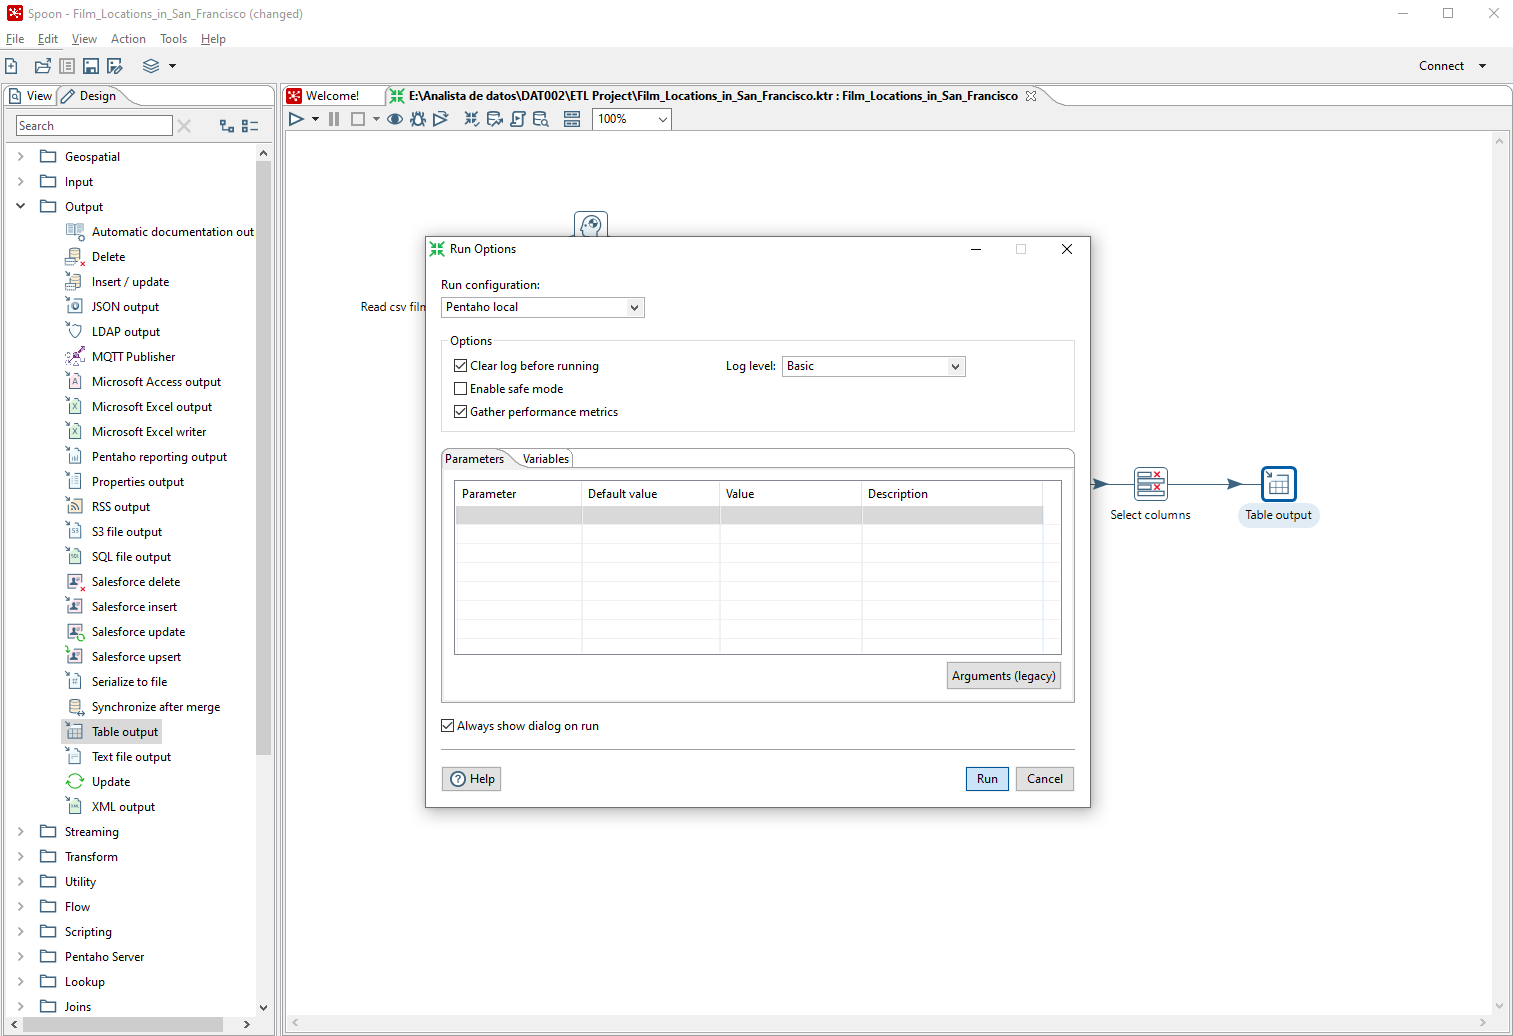 Spoon - Film_Locations_in_San_Francisco (changed)
File Edit View Action Tools Help
Connect
View Design
Welcome! E:\Analista de datos\DAT002\ETL Project\Film_Locations_in_San_Francisco.ktr : Film_Locations_in_San_Francisco
Search
100%
Geospatial
Input
Output
Automatic documentation out
Delete
Insert / update
JSON output
LDAP output
MQTT Publisher
Microsoft Access output
Microsoft Excel output
Microsoft Excel writer
Pentaho reporting output
Properties output
RSS output
S3 file output
SQL file output
Salesforce delete
Salesforce insert
Salesforce update
Salesforce upsert
Serialize to file
Synchronize after merge
Table output
Text file output
Update
XML output
Streaming
Transform
Utility
Flow
Scripting
Pentaho Server
Lookup
Joins
Read csv film
Run Options
Run configuration:
Pentaho local
Options
Clear log before running
Log level: Basic
Enable safe mode
Gather performance metrics
Parameters Variables
Parameter Default value Value Description
Arguments (legacy)
Always show dialog on run
Help Run Cancel
Select columns
Table output